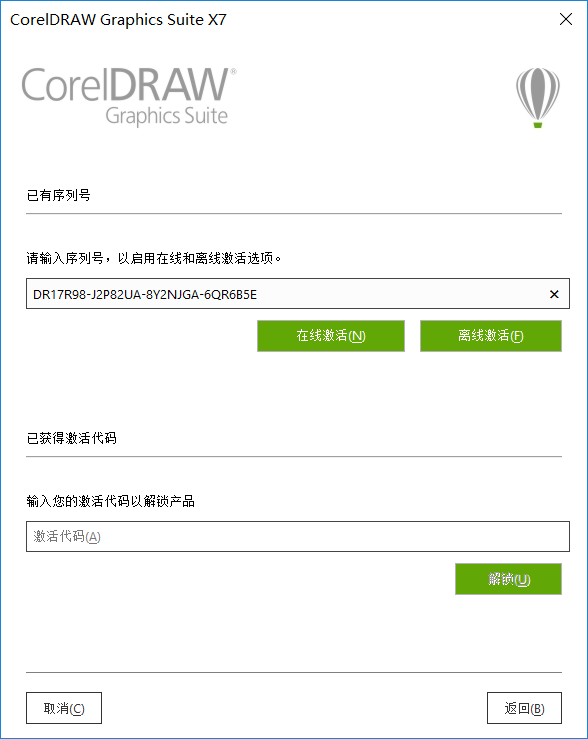 CorelDRAW Graphics Suite X7
CorelDRAW®
Graphics Suite
已有序列号
请输入序列号，以启用在线和离线激活选项。
DR17R98-J2P82UA-8Y2NJGA-6QR6B5E
在线激活(N) 离线激活(F)
已获得激活代码
输入您的激活代码以解锁产品
激活代码(A)
解锁(U)
取消(C) 返回(B)